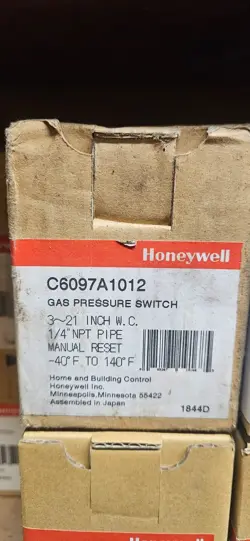 Honeywell
C6097A1012
GAS PRESSURE SWITCH
3~21 INCH W.C.
1/4" NPT PIPE
MANUAL RESET
-40°F TO 140°F
Home and Building Control
Honeywell Inc.
Minneapolis, Minnesota 55422
Assembled in Japan
1844D
Honeywell